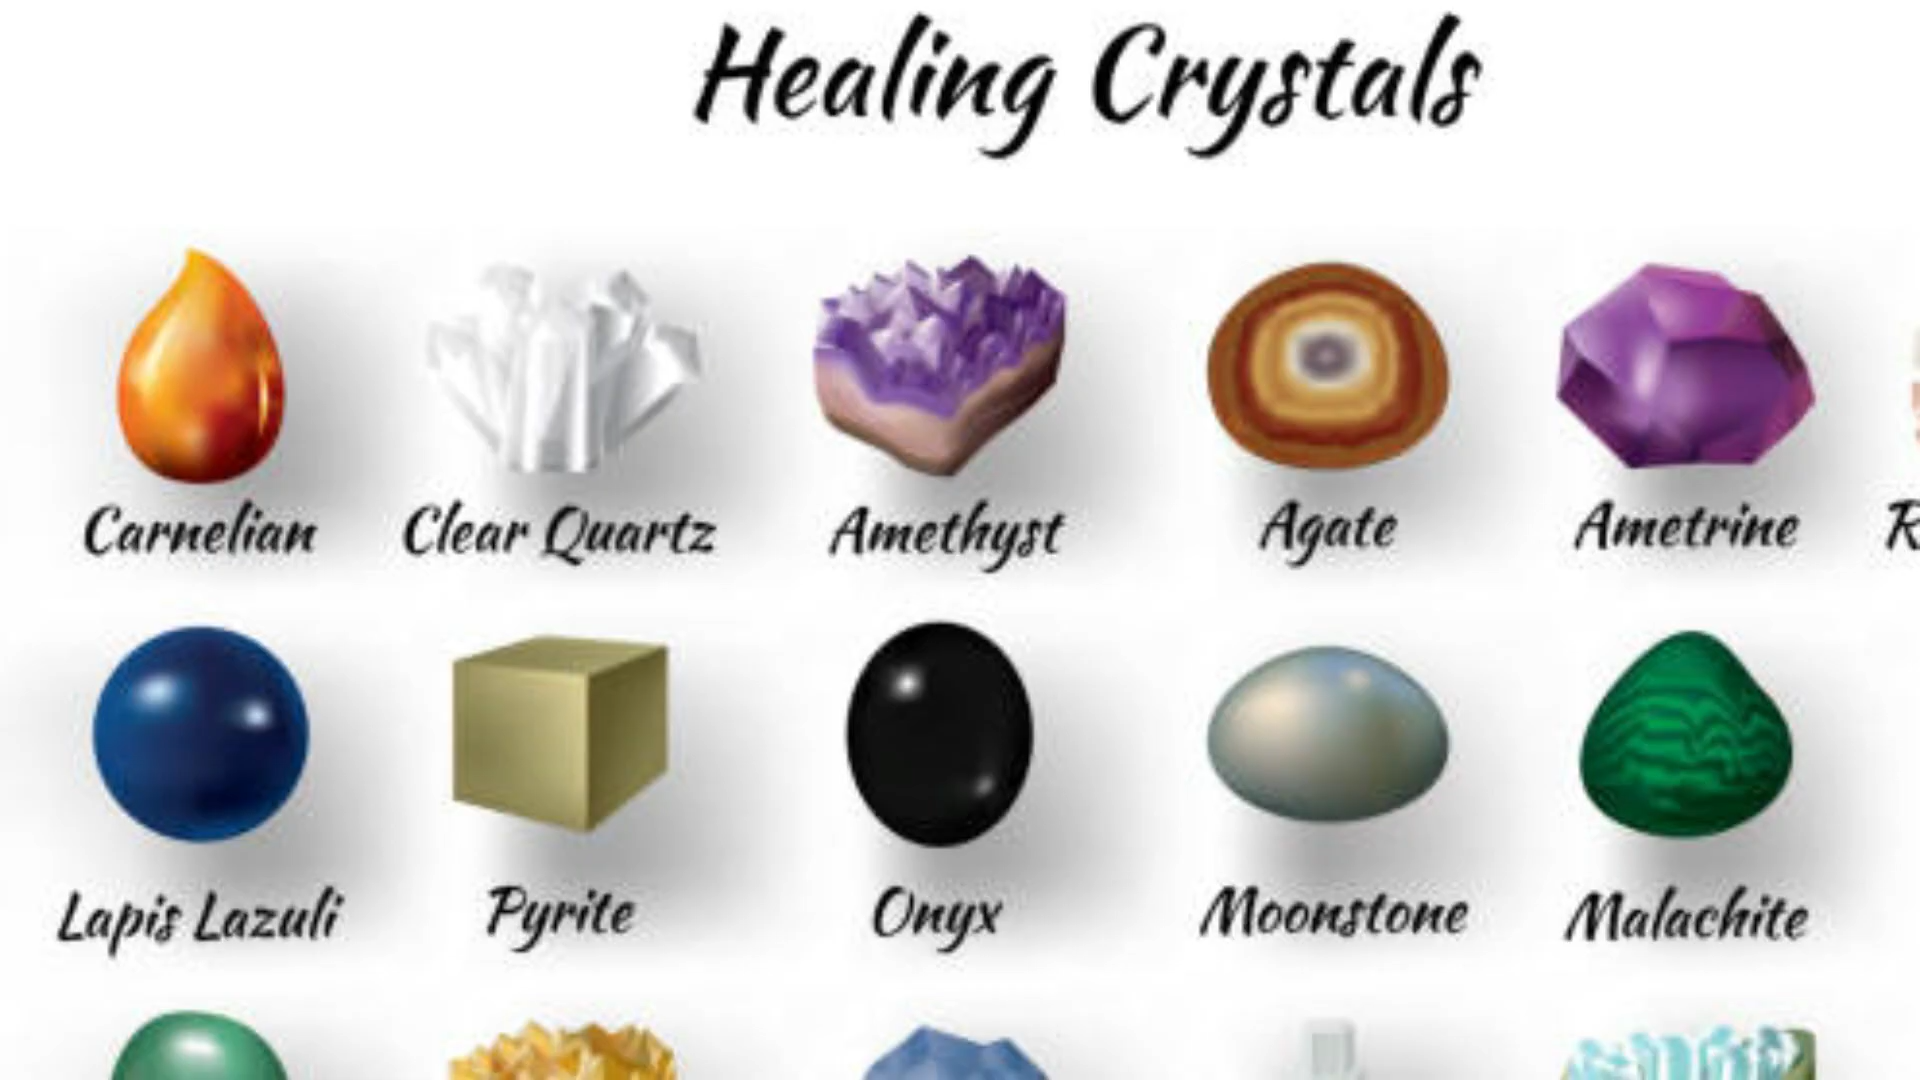 Healing Crystals
Carnelian Clear Quartz Amethyst Agate Ametrine R
Lapis Lazuli Pyrite Onyx Moonstone Malachite